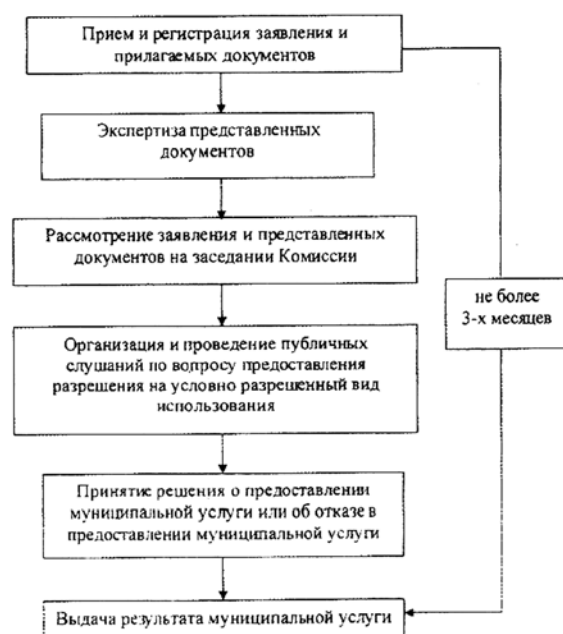 Прием и регистрация заявления и
прилагаемых документов
Экспертиза представленных
документов
Рассмотрение заявления и представленных
документов на заседании Комиссии
не более
3-х месяцев
Организация и проведение публичных
слушаний по вопросу предоставления
разрешения на условно разрешенный вид
использования
Принятие решения о предоставлении
муниципальной услуги или об отказе в
предоставлении муниципальной услуги
Выдача результата муниципальной услуги